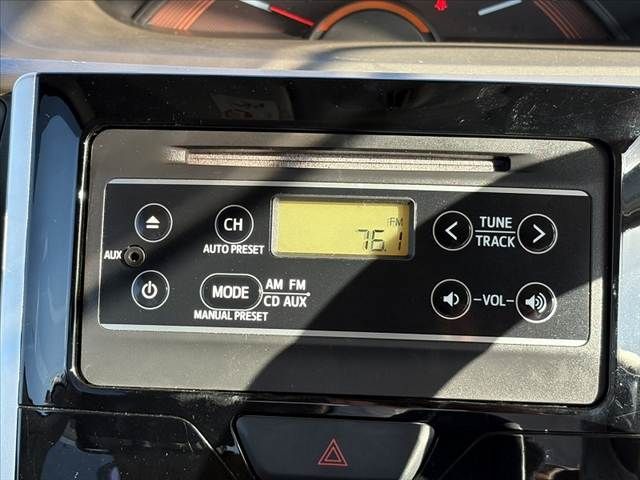 FM
76.1
CH
AUTO PRESET
TUNE
TRACK
AUX
MODE
AM FM
CD AUX
MANUAL PRESET
VOL